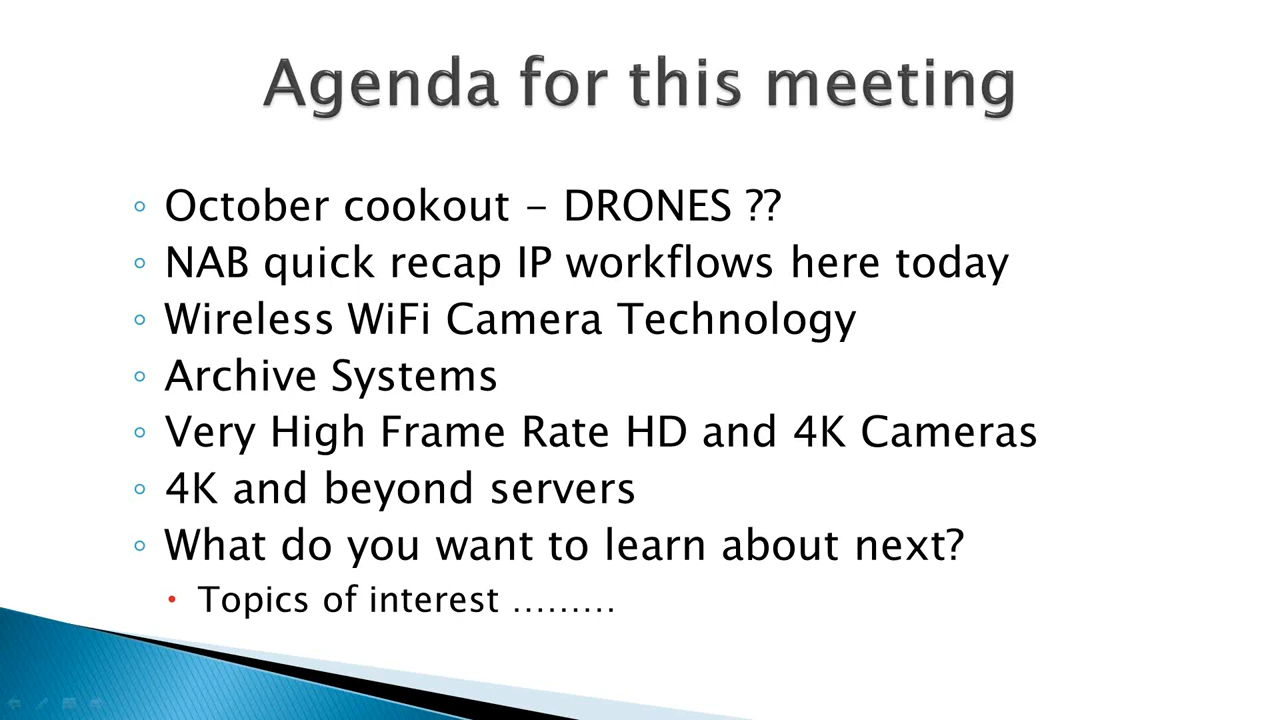 Agenda for this meeting
October cookout - DRONES ??
NAB quick recap IP workflows here today
Wireless WiFi Camera Technology
Archive Systems
Very High Frame Rate HD and 4K Cameras
4K and beyond servers
What do you want to learn about next?
Topics of interest .........